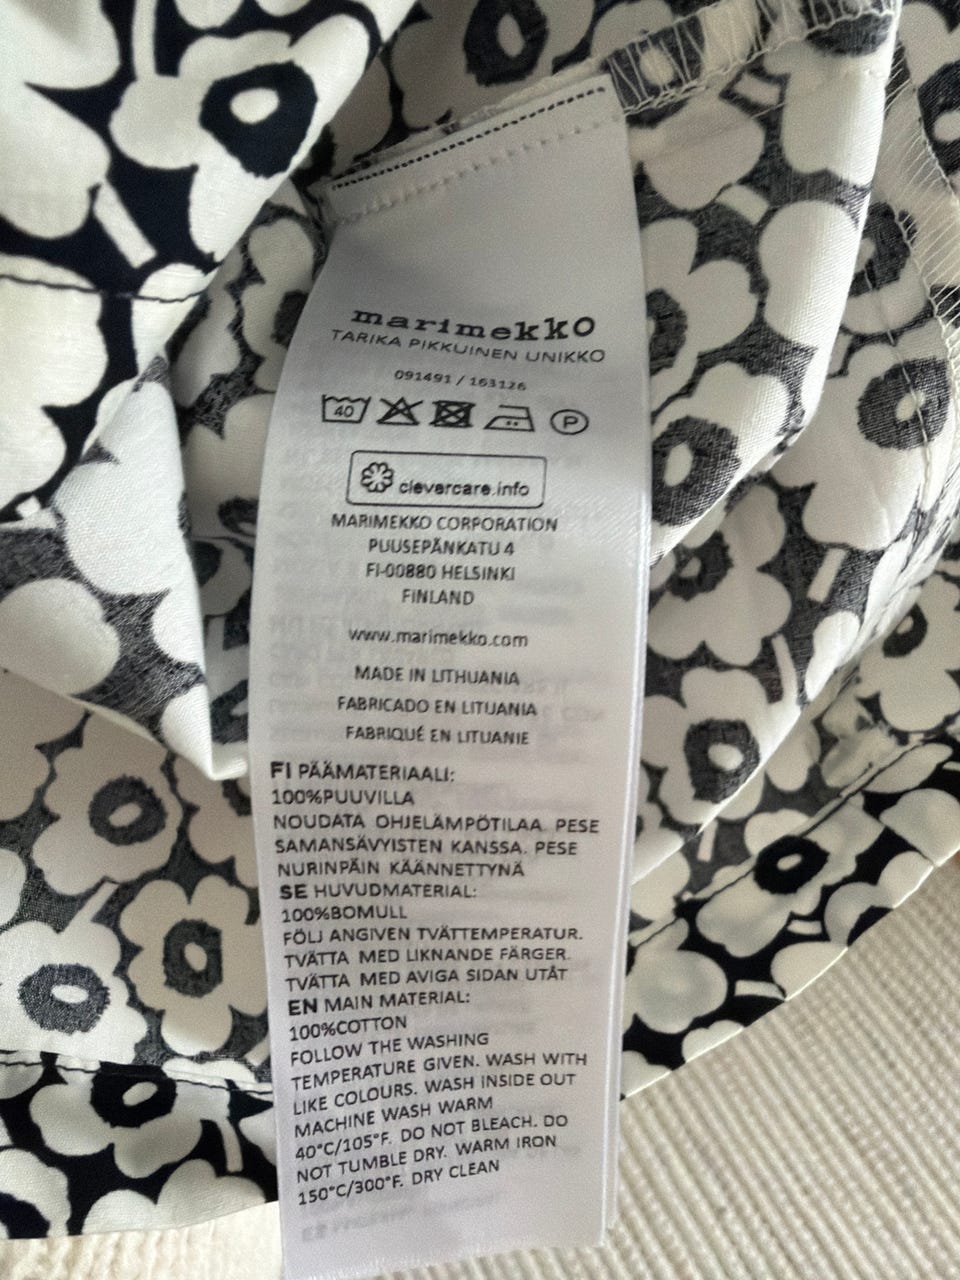 marimekko
TARIKA PIKKUINEN UNIKKO
091491 / 163126
40
P
clevercare.info
MARIMEKKO CORPORATION
PUUSEPÄNKATU 4
FI-00880 HELSINKI
FINLAND
www.marimekko.com
MADE IN LITHUANIA
FABRICADO EN LITUANIA
FABRIQUÉ EN LITUANIE
FI PÄÄMATERIAALI:
100%PUUVILLA
NOUDATA OHJELÄMPÖTILAA. PESE
SAMANSÄVYISTEN KANSSA. PESE
NURINPÄIN KÄÄNNETTYNÄ
SE HUVUDMATERIAL:
100%BOMULL
FÖLJ ANGIVEN TVÄTTEMPERATUR.
TVÄTTA MED LIKNANDE FÄRGER.
TVÄTTA MED AVIGA SIDAN UTÅT
EN MAIN MATERIAL:
100%COTTON
FOLLOW THE WASHING
TEMPERATURE GIVEN. WASH WITH
LIKE COLOURS. WASH INSIDE OUT
MACHINE WASH WARM
40°C/105°F. DO NOT BLEACH. DO
NOT TUMBLE DRY. WARM IRON
150°C/300°F. DRY CLEAN